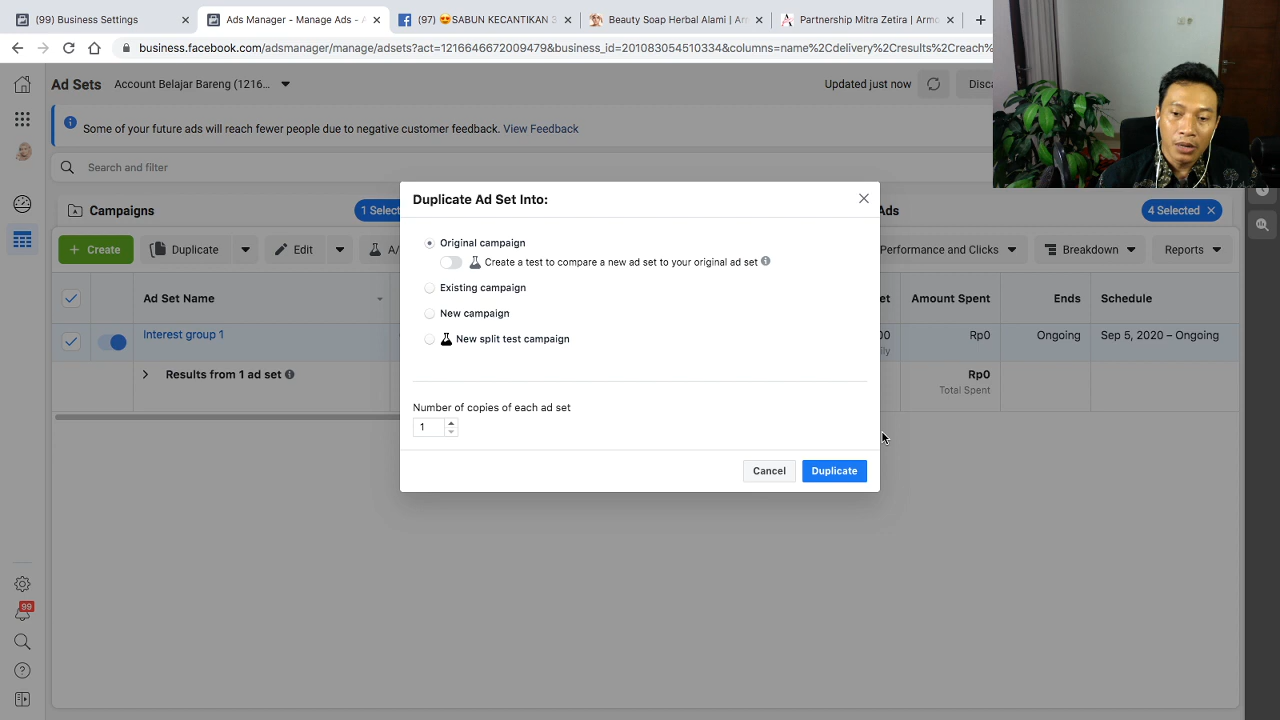 (99) Business Settings
Ads Manager - Manage Ads - A
(97) 😍SABUN KECANTIKAN 3
Beauty Soap Herbal Alami | Arm
Partnership Mitra Zetira | Armo
business.facebook.com/adsmanager/manage/adsets?act=1216646672009479&business_id=201083054510334&columns=name%2Cdelivery%2Cresults%2Creach%
Ad Sets
Account Belajar Bareng (1216...
Updated just now
Disca
Some of your future ads will reach fewer people due to negative customer feedback. View Feedback
Search and filter
Campaigns
1 Select
Ads
4 Selected
+ Create
Duplicate
Edit
A/
Performance and Clicks
Breakdown
Reports
Ad Set Name
et
Amount Spent
Ends
Schedule
Interest group 1
00
ily
Rp0
Ongoing
Sep 5, 2020 – Ongoing
Results from 1 ad set
Rp0
Total Spent
Duplicate Ad Set Into:
Original campaign
Create a test to compare a new ad set to your original ad set
Existing campaign
New campaign
New split test campaign
Number of copies of each ad set
1
Cancel
Duplicate
99